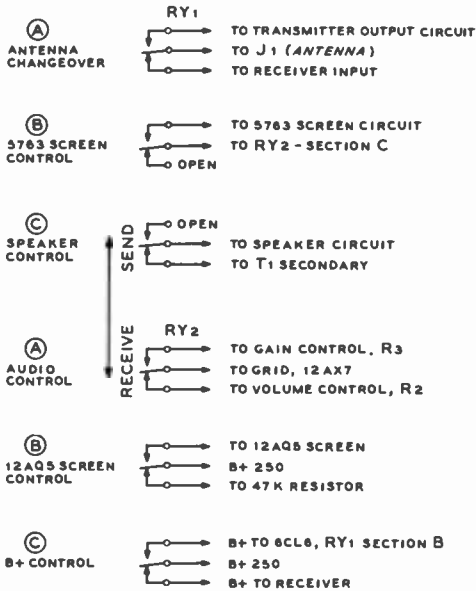 RY1
Ⓐ
ANTENNA
CHANGEOVER
TO TRANSMITTER OUTPUT CIRCUIT
TO J1 (ANTENNA)
TO RECEIVER INPUT
Ⓑ
5763 SCREEN
CONTROL
TO 5763 SCREEN CIRCUIT
TO RY2 - SECTION C
OPEN
Ⓒ
SPEAKER
CONTROL
SEND
OPEN
TO SPEAKER CIRCUIT
TO T1 SECONDARY
RECEIVE
RY2
Ⓐ
AUDIO
CONTROL
TO GAIN CONTROL, R3
TO GRID, 12AX7
TO VOLUME CONTROL, R2
Ⓑ
12AQ5 SCREEN
CONTROL
TO 12AQ5 SCREEN
B+ 250
TO 47K RESISTOR
Ⓒ
B+ CONTROL
B+ TO 6CL6, RY1 SECTION B
B+ 250
B+ TO RECEIVER